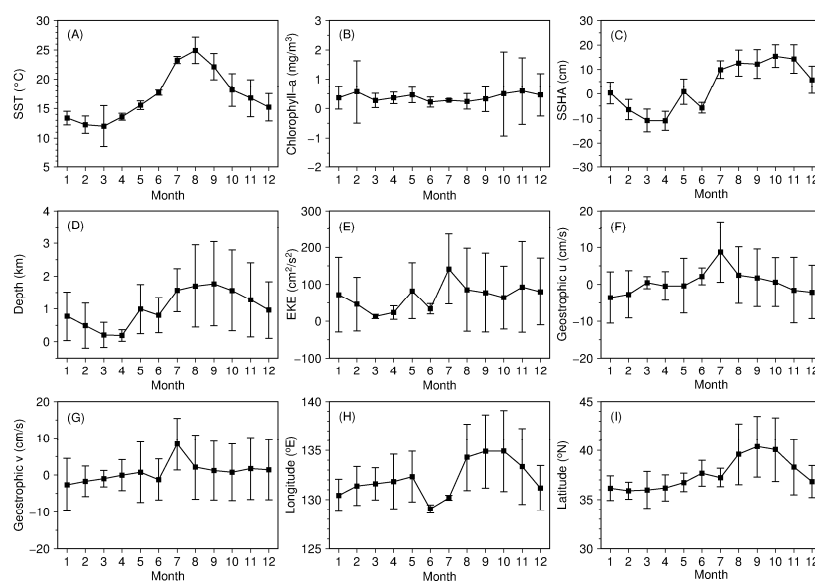 (A)
SST (°C)
30
25
20
15
10
5
1 2 3 4 5 6 7 8 9 10 11 12
Month
(B)
Chlorophyll–a (mg/m³)
3
2
1
0
−1
−2
1 2 3 4 5 6 7 8 9 10 11 12
Month
(C)
SSHA (cm)
30
20
10
0
−10
−20
−30
1 2 3 4 5 6 7 8 9 10 11 12
Month
(D)
Depth (km)
4
3
2
1
0
1 2 3 4 5 6 7 8 9 10 11 12
Month
(E)
EKE (cm²/s²)
300
200
100
0
−100
1 2 3 4 5 6 7 8 9 10 11 12
Month
(F)
Geostrophic u (cm/s)
20
10
0
−10
−20
1 2 3 4 5 6 7 8 9 10 11 12
Month
(G)
Geostrophic v (cm/s)
20
10
0
−10
−20
1 2 3 4 5 6 7 8 9 10 11 12
Month
(H)
Longitude (°E)
140
135
130
125
1 2 3 4 5 6 7 8 9 10 11 12
Month
(I)
Latitude (°N)
45
40
35
30
1 2 3 4 5 6 7 8 9 10 11 12
Month